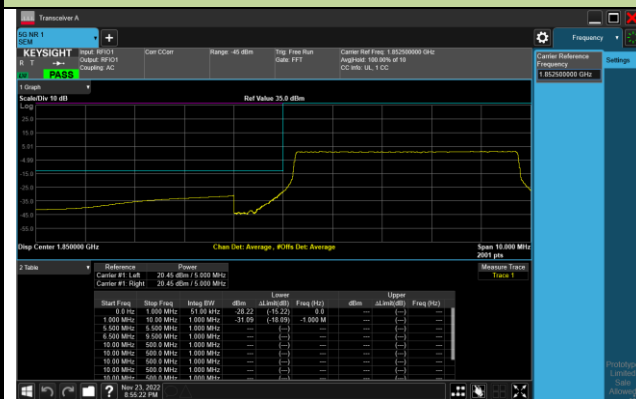 Transceiver A
5G NR 1
SEM
Frequency
KEYSIGHT
R T
PASS
Input: RFIO1
Output: RFIO1
Coupling: AC
Corr CCorr
Range: -45 dBm
Trig: Free Run
Gate: FFT
Carrier Ref Freq: 1.852500000 GHz
Avg|Hold: 100.00% of 10
CC Info: UL, 1 CC
Carrier Reference
Frequency
1.852500000 GHz
Settings
1 Graph
Scale/Div 10 dB
Ref Value 35.0 dBm
Log
25.0
15.0
5.01
-4.99
-15.0
-25.0
-35.0
-45.0
-55.0
Disp Center 1.850000 GHz
Chan Det: Average , #Offs Det: Average
Span 10.000 MHz
2001 pts
2 Table
Measure Trace
Trace 1
Reference Power
Carrier #1: Left 20.45 dBm / 5.000 MHz
Carrier #1: Right 20.45 dBm / 5.000 MHz
Lower Upper
Start Freq Stop Freq Integ BW dBm ΔLimit(dB) Freq (Hz) dBm ΔLimit(dB) Freq (Hz)
0.0 Hz 1.000 MHz 51.00 kHz -28.22 (-15.22) 0.0 --- (---) ---
1.000 MHz 10.00 MHz 1.000 MHz -31.09 (-18.09) -1.000 M --- (---) ---
5.500 MHz 5.500 MHz 1.000 MHz --- (---) --- --- (---) ---
6.500 MHz 9.500 MHz 1.000 MHz --- (---) --- --- (---) ---
10.00 MHz 500.0 MHz 1.000 MHz --- (---) --- --- (---) ---
10.00 MHz 500.0 MHz 1.000 MHz --- (---) --- --- (---) ---
10.00 MHz 500.0 MHz 1.000 MHz --- (---) --- --- (---) ---
10.00 MHz 500.0 MHz 1.000 MHz --- (---) --- --- (---) ---
Nov 23, 2022
8:55:22 PM
Prototype
Limited
Sale
Allowed